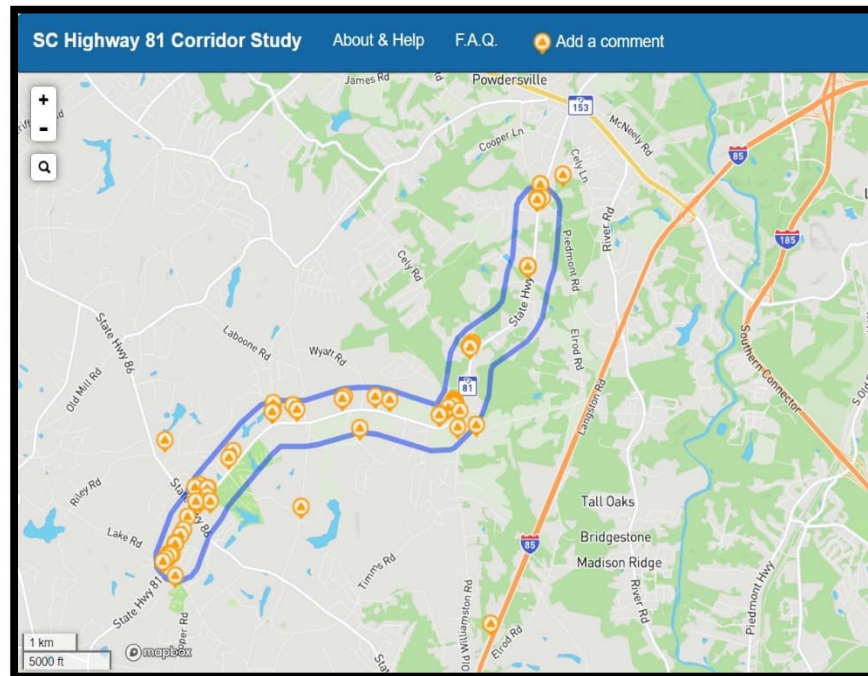 SC Highway 81 Corridor Study About & Help F.A.Q. Add a comment
James Rd
Powdersville
+
-
153
McNeely Rd
Cooper Ln
Cely Ln
85
River Rd
185
Piedmont Rd
Cely Rd
State Hwy
State Hwy 86
Laboone Rd
Wyatt Rd
Elrod Rd
Old Mill Rd
81
Langston Rd
Southern Connector
Riley Rd
State Hwy 86
Tall Oaks
Lake Rd
85
Bridgestone
Madison Ridge
Timms Rd
State Hwy 81
River Rd
Piedmont Hwy
Old Williamston Rd
Elrod Rd
1 km
5000 ft
mapbox